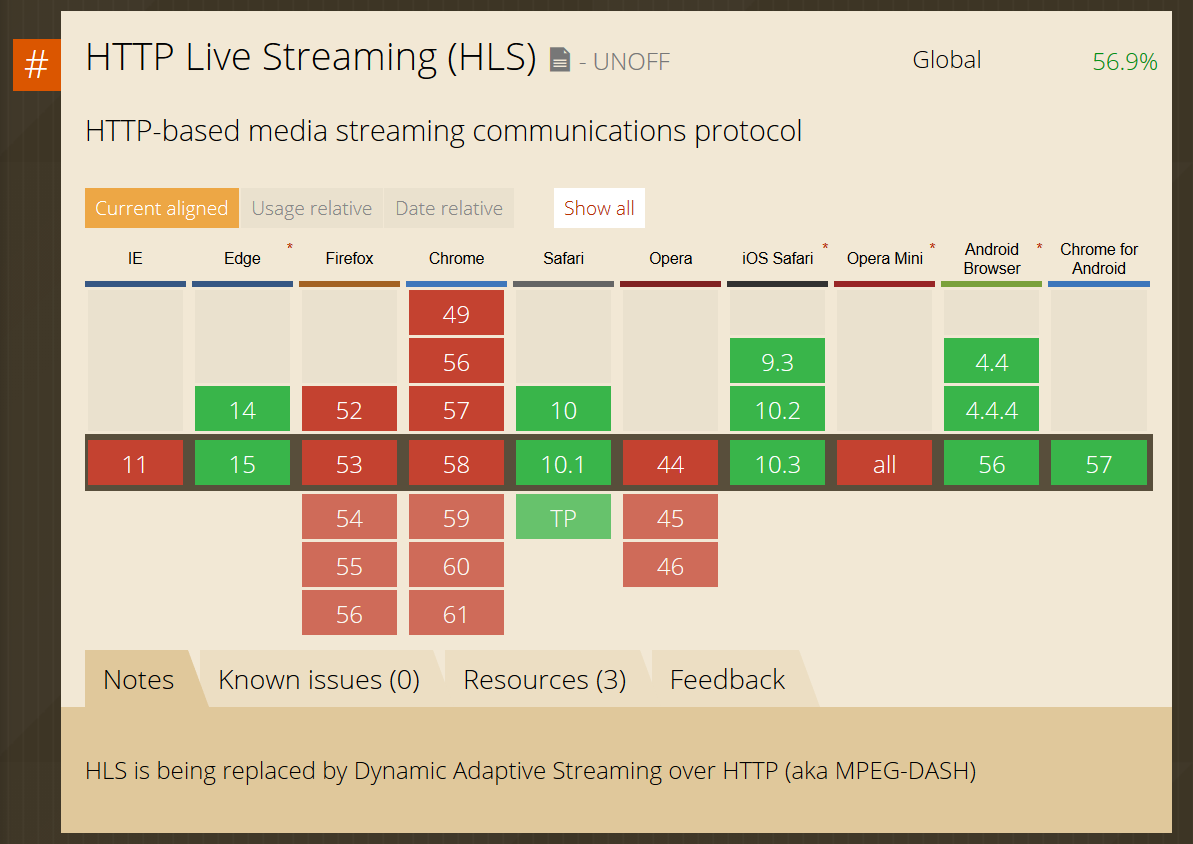 #
HTTP Live Streaming (HLS) - UNOFF Global 56.9%
HTTP-based media streaming communications protocol
Current aligned Usage relative Date relative Show all
IE Edge * Firefox Chrome Safari Opera iOS Safari * Opera Mini * Android Browser * Chrome for Android
49
56 9.3 4.4
14 52 57 10 10.2 4.4.4
11 15 53 58 10.1 44 10.3 all 56 57
54 59 TP 45
55 60 46
56 61
Notes Known issues (0) Resources (3) Feedback
HLS is being replaced by Dynamic Adaptive Streaming over HTTP (aka MPEG-DASH)